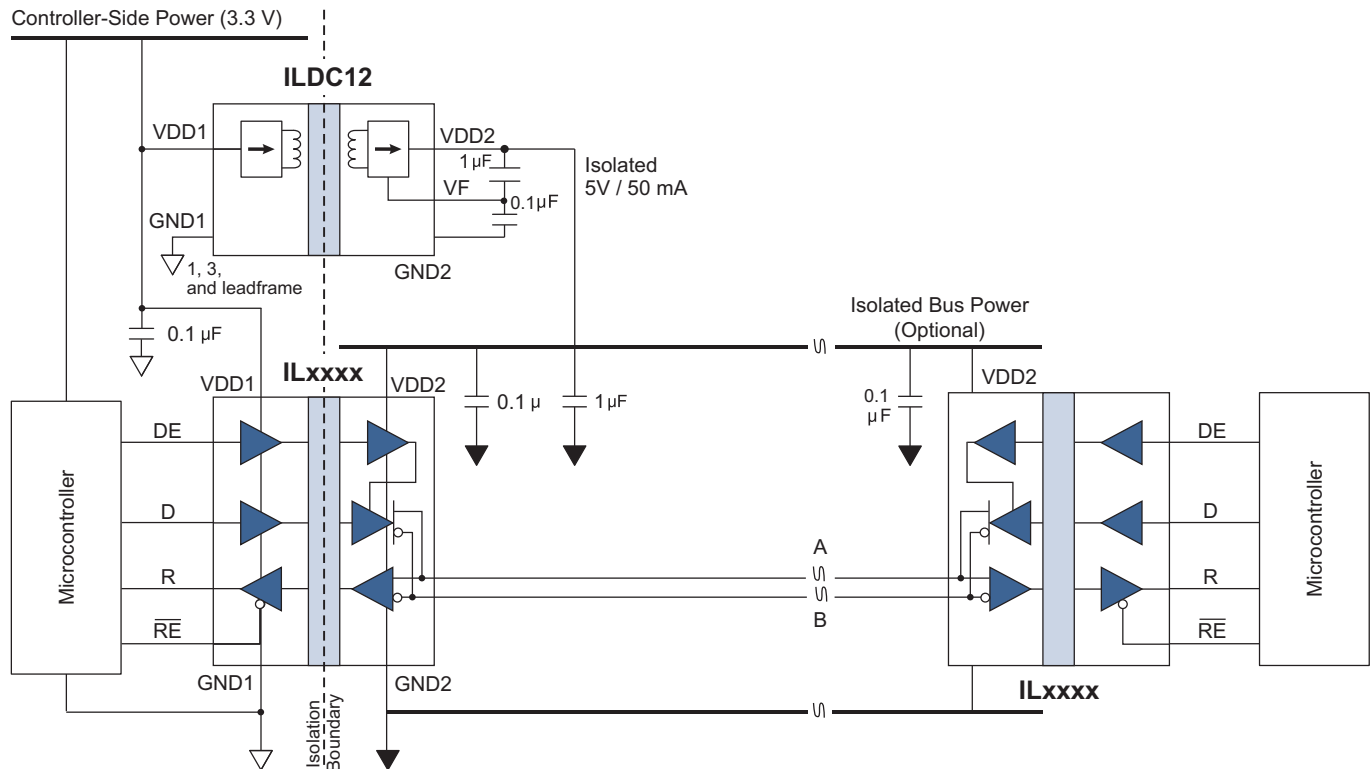 Controller-Side Power (3.3 V)
ILDC12
VDD1
VDD2
1 µF
Isolated
5V / 50 mA
VF
0.1µF
GND1
1, 3,
and leadframe
GND2
0.1 µF
Isolated Bus Power
(Optional)
VDD1
ILxxxx
VDD2
0.1 µ
1 µF
0.1
µF
VDD2
Microcontroller
DE
D
R
RE
GND1
GND2
Isolation
Boundary
A
B
DE
D
R
RE
Microcontroller
ILxxxx